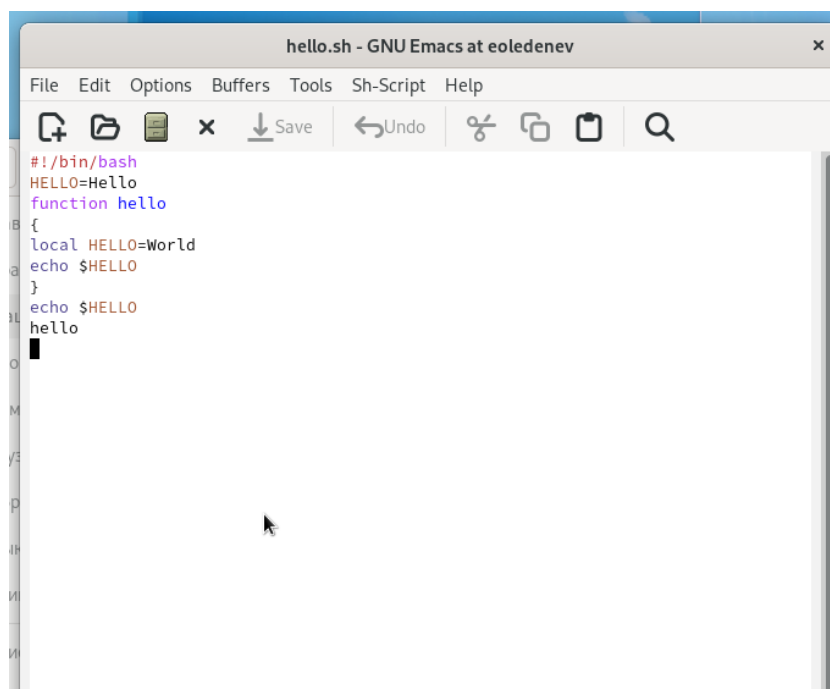 hello.sh - GNU Emacs at eoledenev
File Edit Options Buffers Tools Sh-Script Help
Save Undo
#!/bin/bash
HELLO=Hello
function hello
{
local HELLO=World
echo $HELLO
}
echo $HELLO
hello